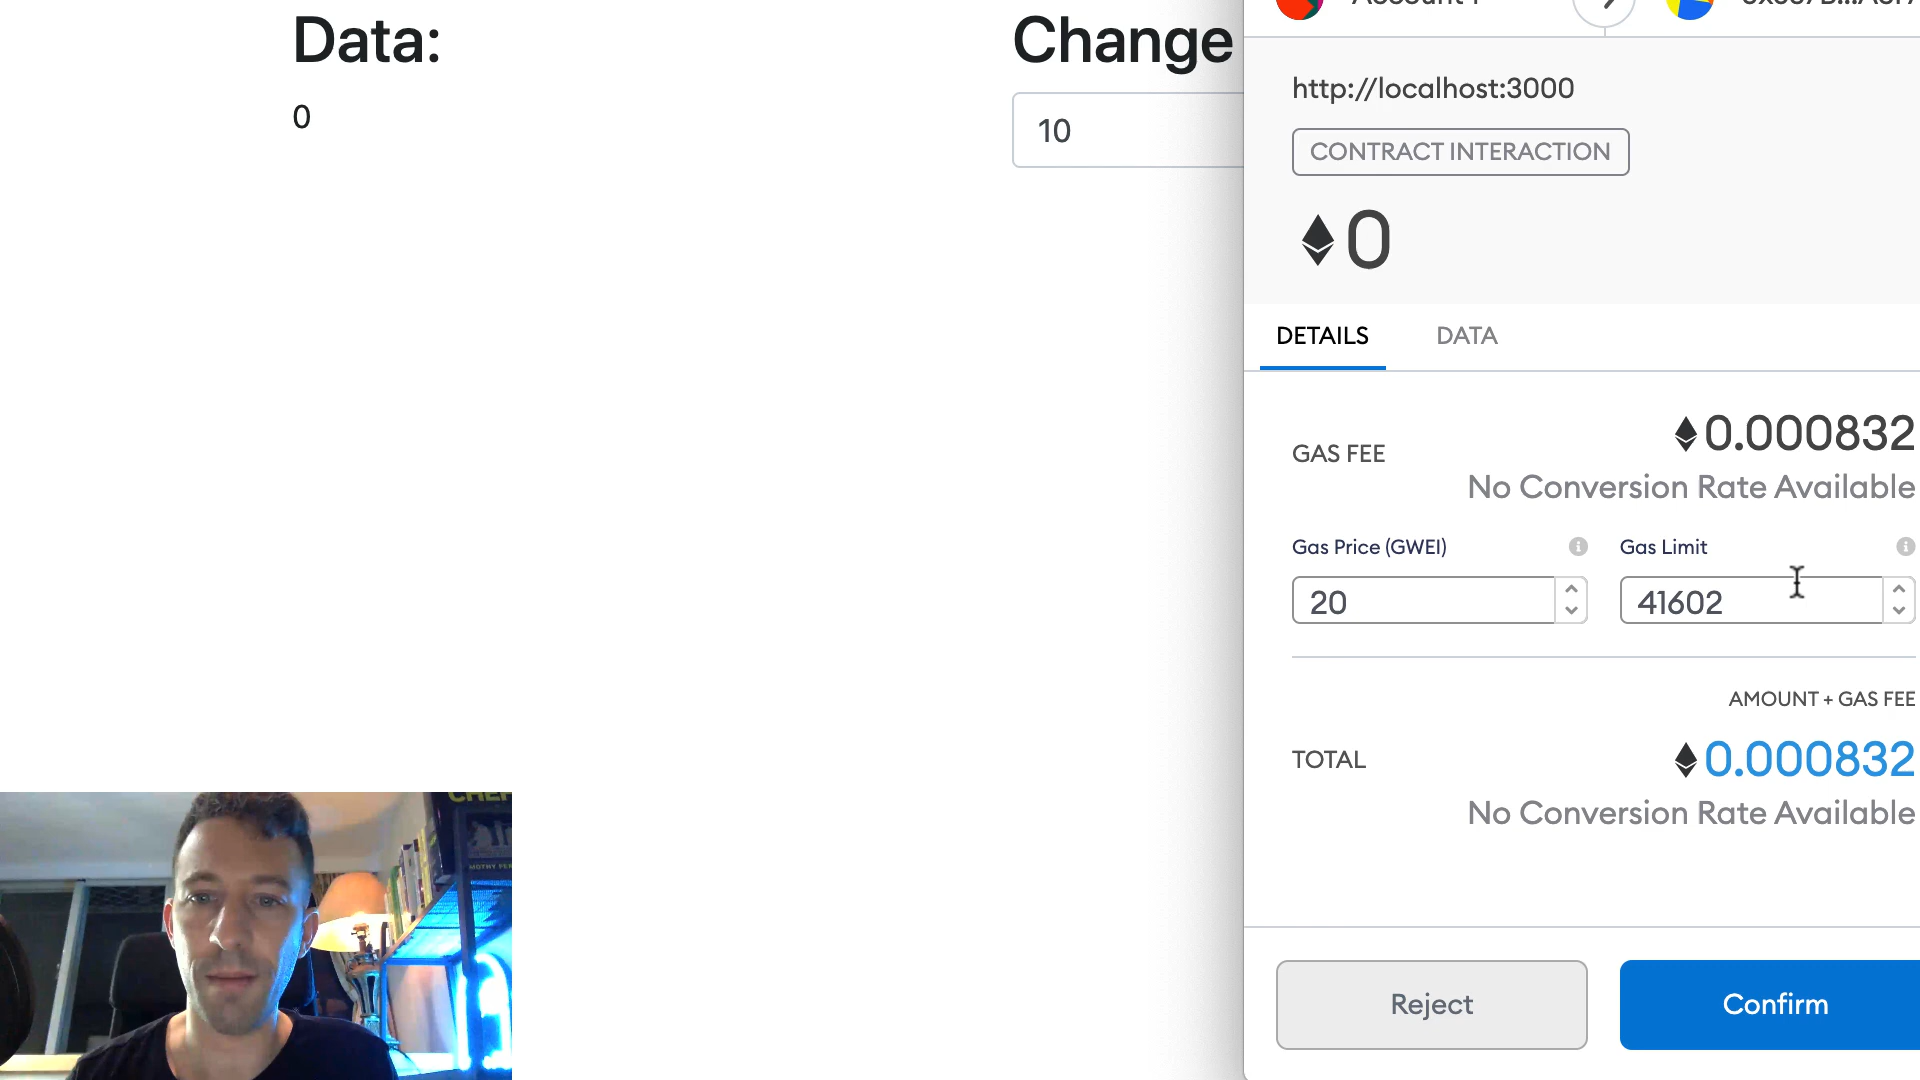 Data:
0
Change
10
Account 1
http://localhost:3000
CONTRACT INTERACTION
0
DETAILS
DATA
GAS FEE
0.000832
No Conversion Rate Available
Gas Price (GWEI)
Gas Limit
20
41602
AMOUNT + GAS FEE
TOTAL
0.000832
No Conversion Rate Available
Reject
Confirm